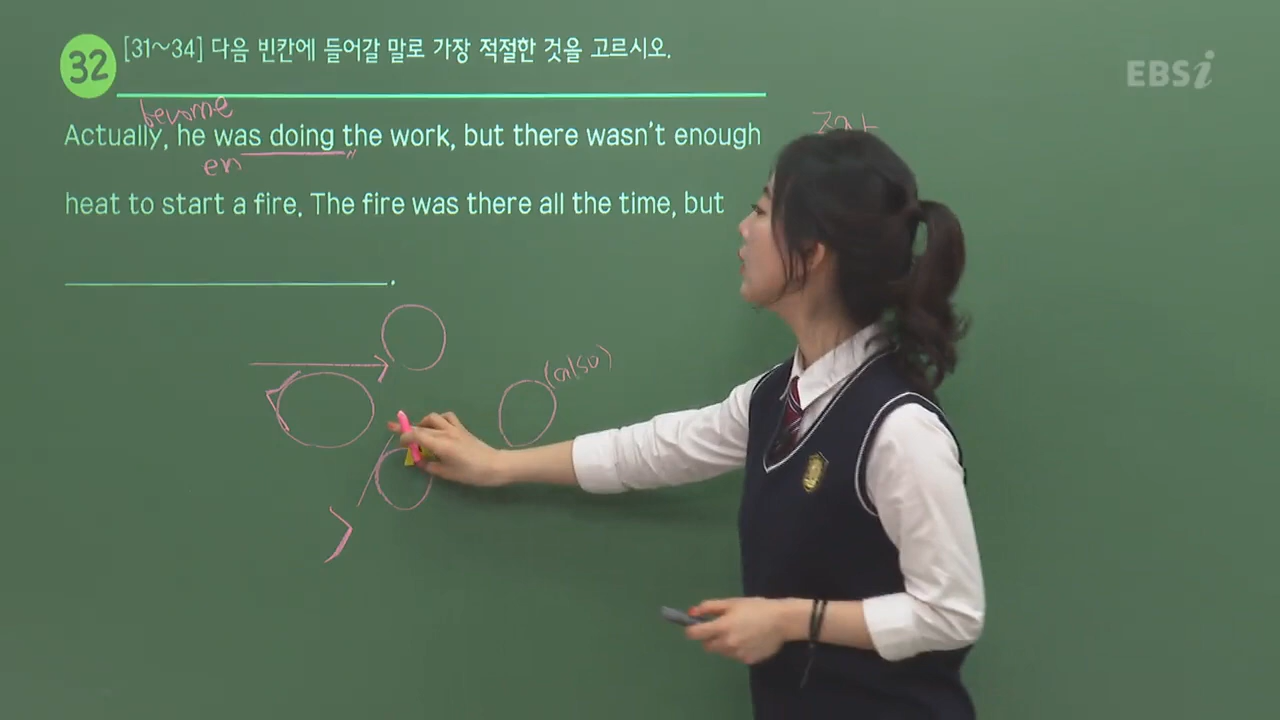 32 [31~34] 다음 빈칸에 들어갈 말로 가장 적절한 것을 고르시오.
EBSi
become
Actually, he was doing the work, but there wasn't enough
en
heat to start a fire. The fire was there all the time, but
.
(also)